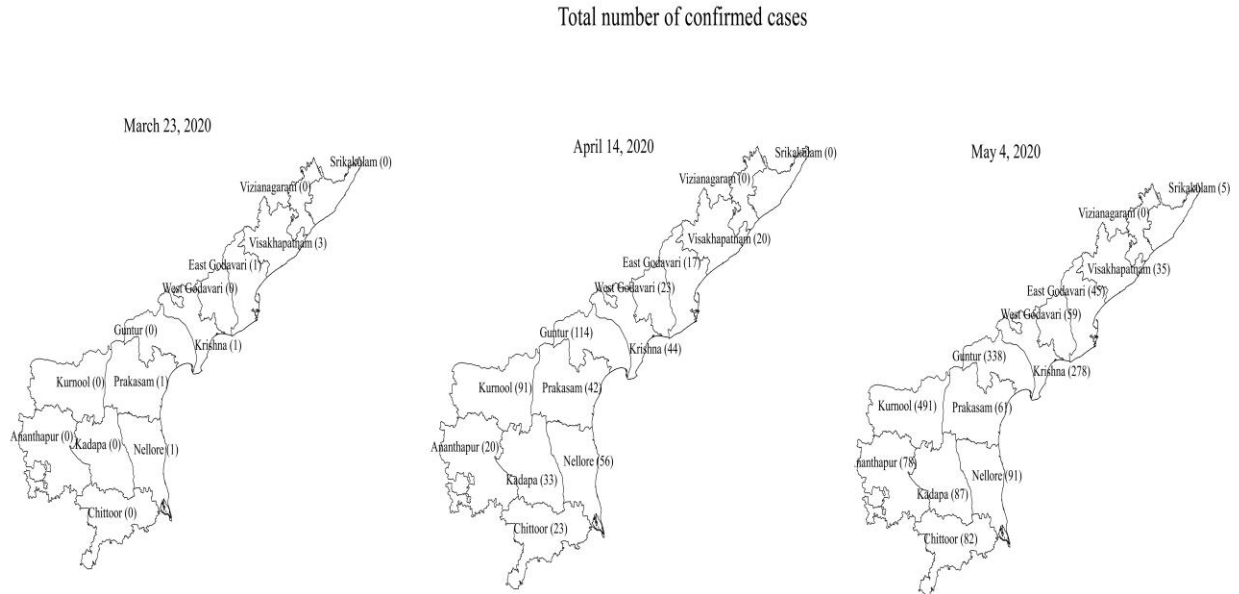 Total number of confirmed cases
March 23, 2020
Srikakulam (0)
Vizianagaram (0)
Visakhapatnam (3)
East Godavari (1)
West Godavari (0)
Guntur (0)
Krishna (1)
Kurnool (0)
Prakasam (1)
Ananthapur (0)
Kadapa (0)
Nellore (1)
Chittoor (0)
April 14, 2020
Srikakulam (0)
Vizianagaram (0)
Visakhapatnam (20)
East Godavari (17)
West Godavari (23)
Guntur (114)
Krishna (44)
Kurnool (91)
Prakasam (42)
Ananthapur (20)
Nellore (56)
Kadapa (33)
Chittoor (23)
May 4, 2020
Srikakulam (5)
Vizianagaram (0)
Visakhapatnam (35)
East Godavari (45)
West Godavari (59)
Guntur (338)
Krishna (278)
Kurnool (491)
Prakasam (61)
nanthapur (78)
Nellore (91)
Kadapa (87)
Chittoor (82)